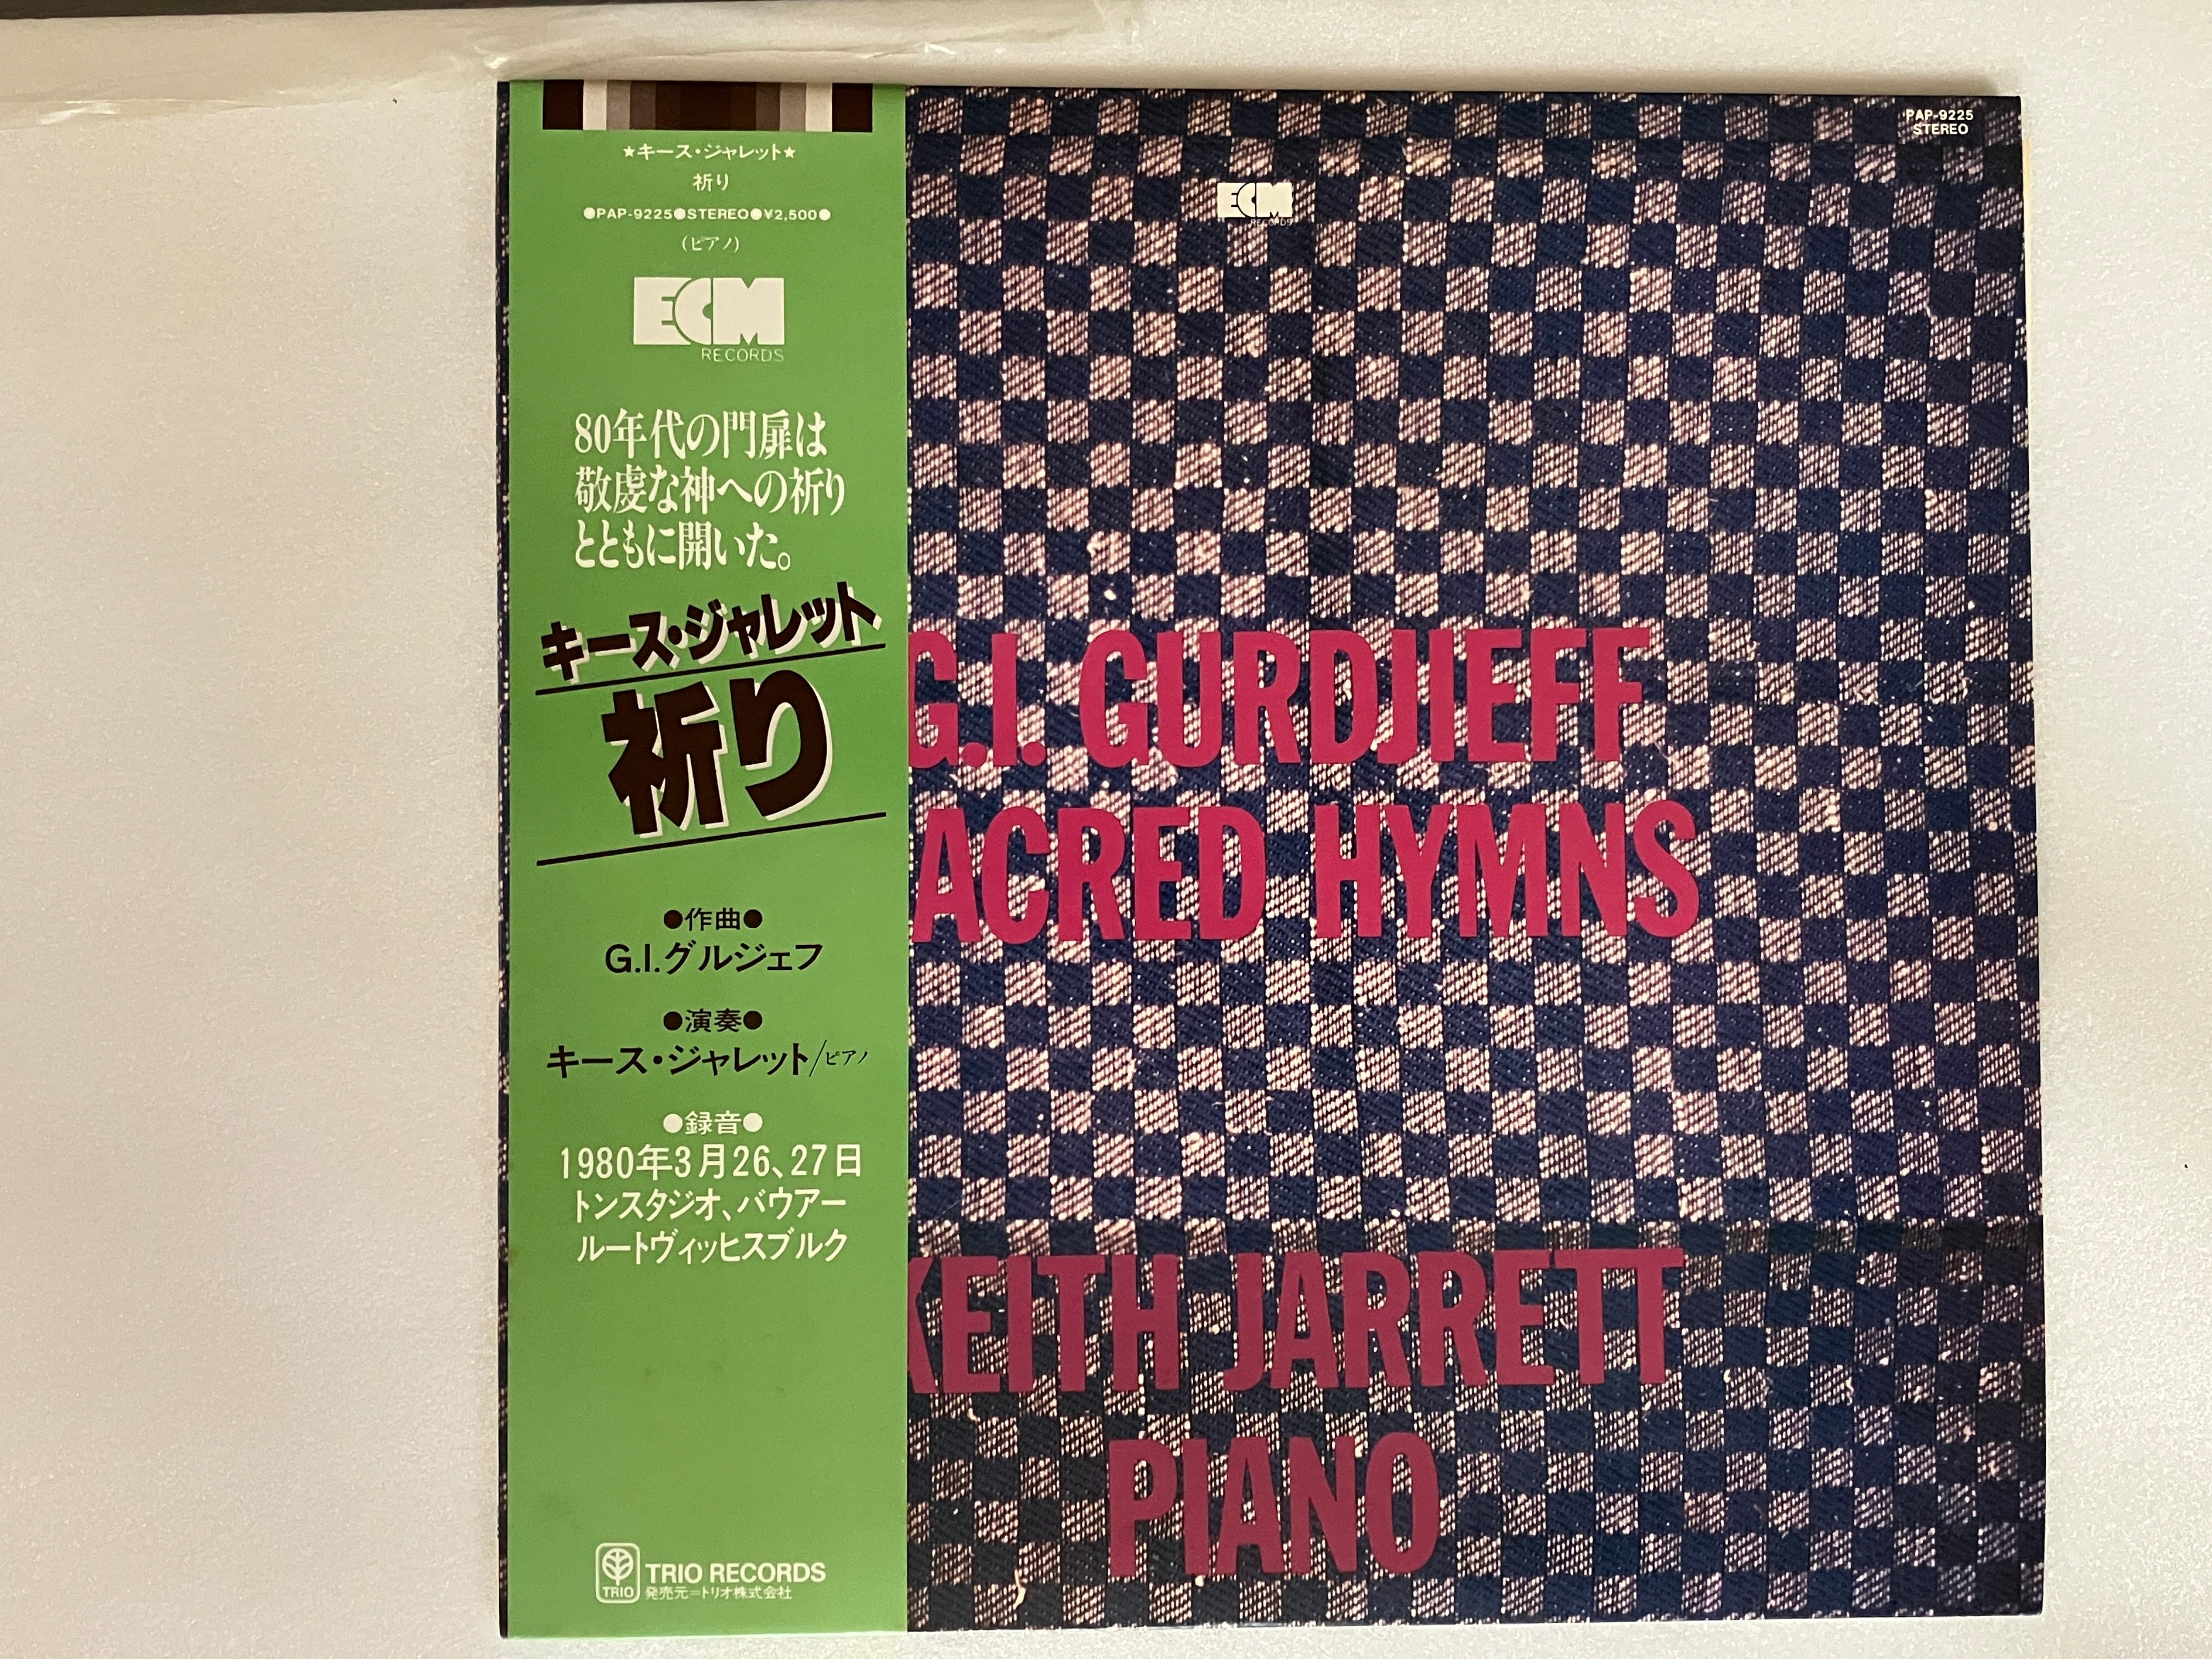 ★キース・ジャレット★
祈り
●PAP-9225●STEREO●¥2,500●
(ピアノ)
ECM
RECORDS
80年代の門扉は
敬虔な神への祈り
とともに開いた。
キース・ジャレット
祈り
●作曲●
G.I.グルジェフ
●演奏●
キース・ジャレット/ピアノ
●録音●
1980年3月26、27日
トンスタジオ、バウアー
ルートヴィッヒスブルク
TRIO
TRIO RECORDS
発売元=トリオ株式会社
PAP-9225
STEREO
ECM
RECORDS
G.I. GURDJIEFF
ACRED HYMNS
KEITH JARRETT
PIANO